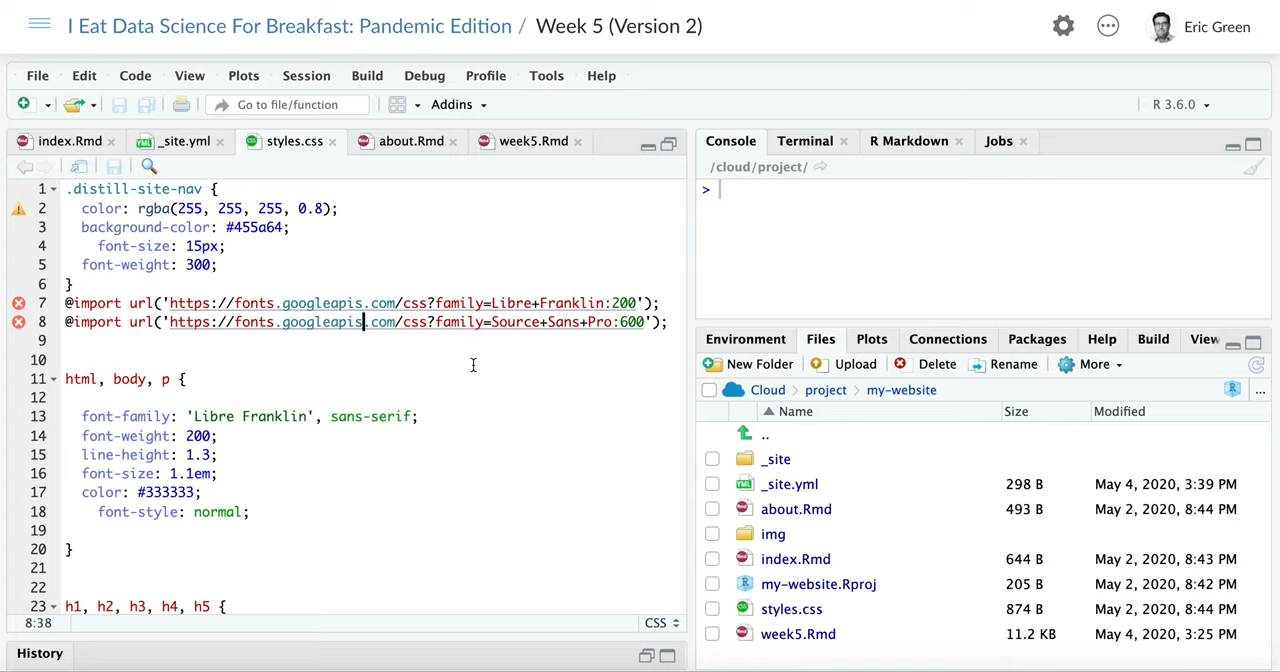 I Eat Data Science For Breakfast: Pandemic Edition / Week 5 (Version 2)
Eric Green
File Edit Code View Plots Session Build Debug Profile Tools Help
Go to file/function
Addins
R 3.6.0
index.Rmd
_site.yml
styles.css
about.Rmd
week5.Rmd
1 .distill-site-nav {
2 color: rgba(255, 255, 255, 0.8);
3 background-color: #455a64;
4 font-size: 15px;
5 font-weight: 300;
6 }
7 @import url('https://fonts.googleapis.com/css?family=Libre+Franklin:200');
8 @import url('https://fonts.googleapis.com/css?family=Source+Sans+Pro:600');
9
10
11 html, body, p {
12
13 font-family: 'Libre Franklin', sans-serif;
14 font-weight: 200;
15 line-height: 1.3;
16 font-size: 1.1em;
17 color: #333333;
18 font-style: normal;
19
20 }
21
22
23 h1, h2, h3, h4, h5 {
8:38
CSS
History
Console Terminal R Markdown Jobs
/cloud/project/
>
Environment Files Plots Connections Packages Help Build View
New Folder Upload Delete Rename More
Cloud > project > my-website
...
Name Size Modified
..
_site
_site.yml 298 B May 4, 2020, 3:39 PM
about.Rmd 493 B May 2, 2020, 8:44 PM
img
index.Rmd 644 B May 2, 2020, 8:43 PM
my-website.Rproj 205 B May 2, 2020, 8:42 PM
styles.css 874 B May 2, 2020, 8:44 PM
week5.Rmd 11.2 KB May 4, 2020, 3:25 PM